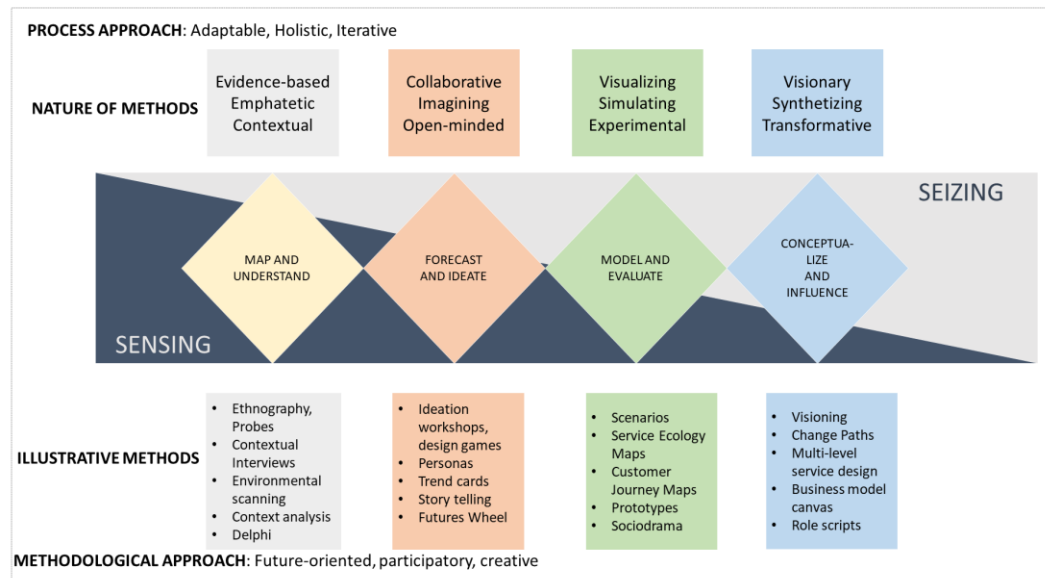 PROCESS APPROACH: Adaptable, Holistic, Iterative
NATURE OF METHODS
Evidence-based
Emphatetic
Contextual
Collaborative
Imagining
Open-minded
Visualizing
Simulating
Experimental
Visionary
Synthetizing
Transformative
SEIZING
MAP AND
UNDERSTAND
FORECAST
AND IDEATE
MODEL AND
EVALUATE
CONCEPTUA-
LIZE
AND
INFLUENCE
SENSING
ILLUSTRATIVE METHODS
• Ethnography,
Probes
• Contextual
Interviews
• Environmental
scanning
• Context analysis
• Delphi
• Ideation
workshops,
design games
• Personas
• Trend cards
• Story telling
• Futures Wheel
• Scenarios
• Service Ecology
Maps
• Customer
Journey Maps
• Prototypes
• Sociodrama
• Visioning
• Change Paths
• Multi-level
service design
• Business model
canvas
• Role scripts
METHODOLOGICAL APPROACH: Future-oriented, participatory, creative